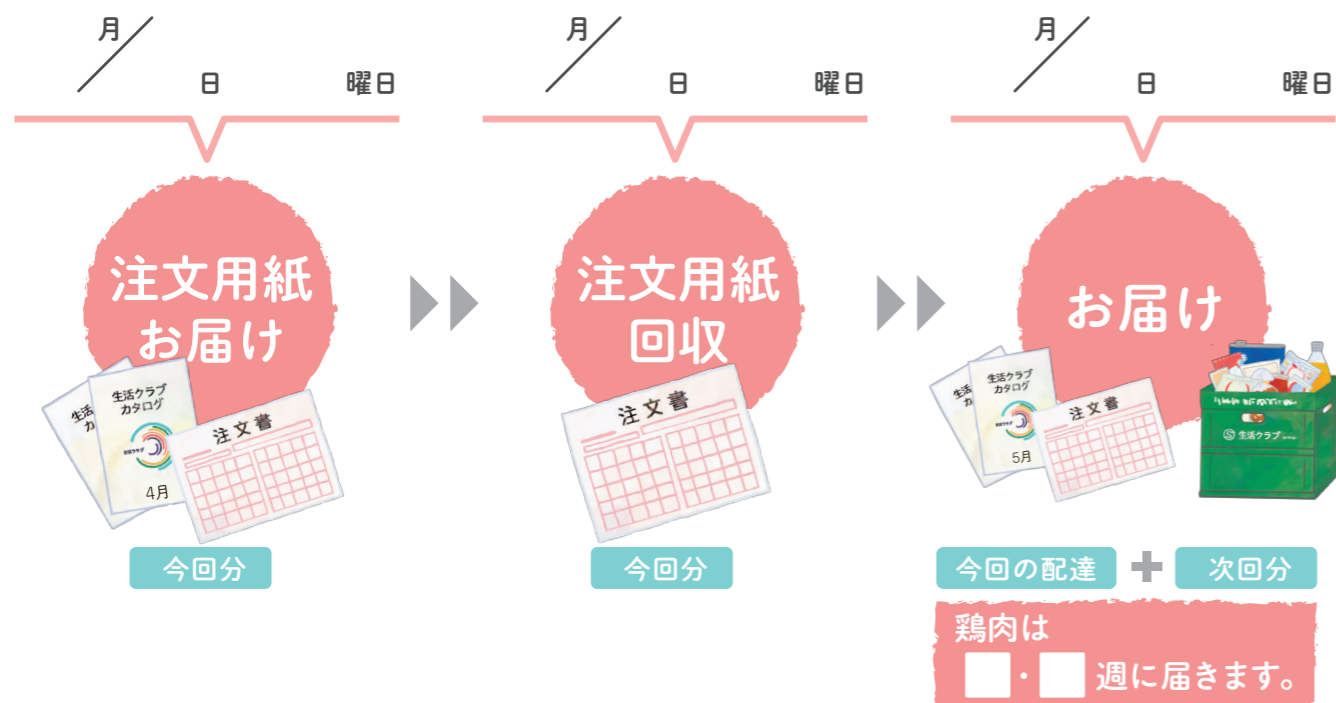 月
日
曜日
注文用紙
お届け
生活クラブ
カタログ
4月
注文書
今回分
月
日
曜日
注文用紙
回収
注文書
今回分
月
日
曜日
お届け
生活クラブ
カタログ
5月
注文書
生活クラブ
今回の配達
+
次回分
鶏肉は
・ 週に届きます。